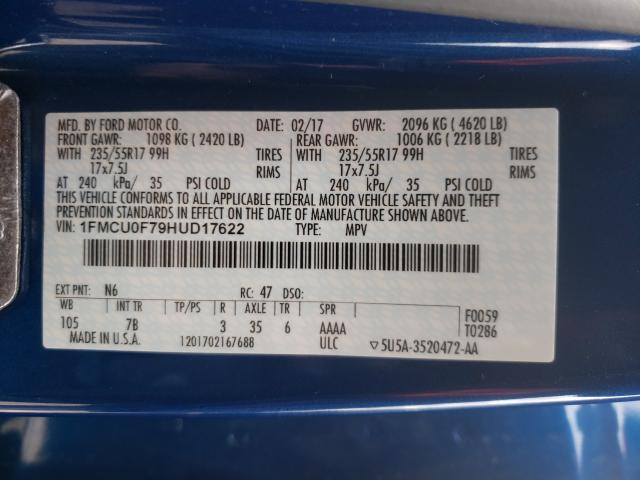 MFD. BY FORD MOTOR CO. DATE: 02/17 GVWR: 2096 KG ( 4620 LB)
FRONT GAWR: 1098 KG ( 2420 LB) REAR GAWR: 1006 KG ( 2218 LB)
WITH 235/55R17 99H TIRES WITH 235/55R17 99H TIRES
17x7.5J RIMS 17x7.5J RIMS
AT 240 kPa/ 35 PSI COLD AT 240 kPa/ 35 PSI COLD
THIS VEHICLE CONFORMS TO ALL APPLICABLE FEDERAL MOTOR VEHICLE SAFETY AND THEFT
PREVENTION STANDARDS IN EFFECT ON THE DATE OF MANUFACTURE SHOWN ABOVE.
VIN: 1FMCU0F79HUD17622 TYPE: MPV
EXT PNT: N6 RC: 47 DSO:
WB INT TR TP/PS R AXLE TR SPR
105 7B 3 35 6 AAAA
F0059
T0286
MADE IN U.S.A. 1201702167688 ULC ▽5U5A-3520472-AA